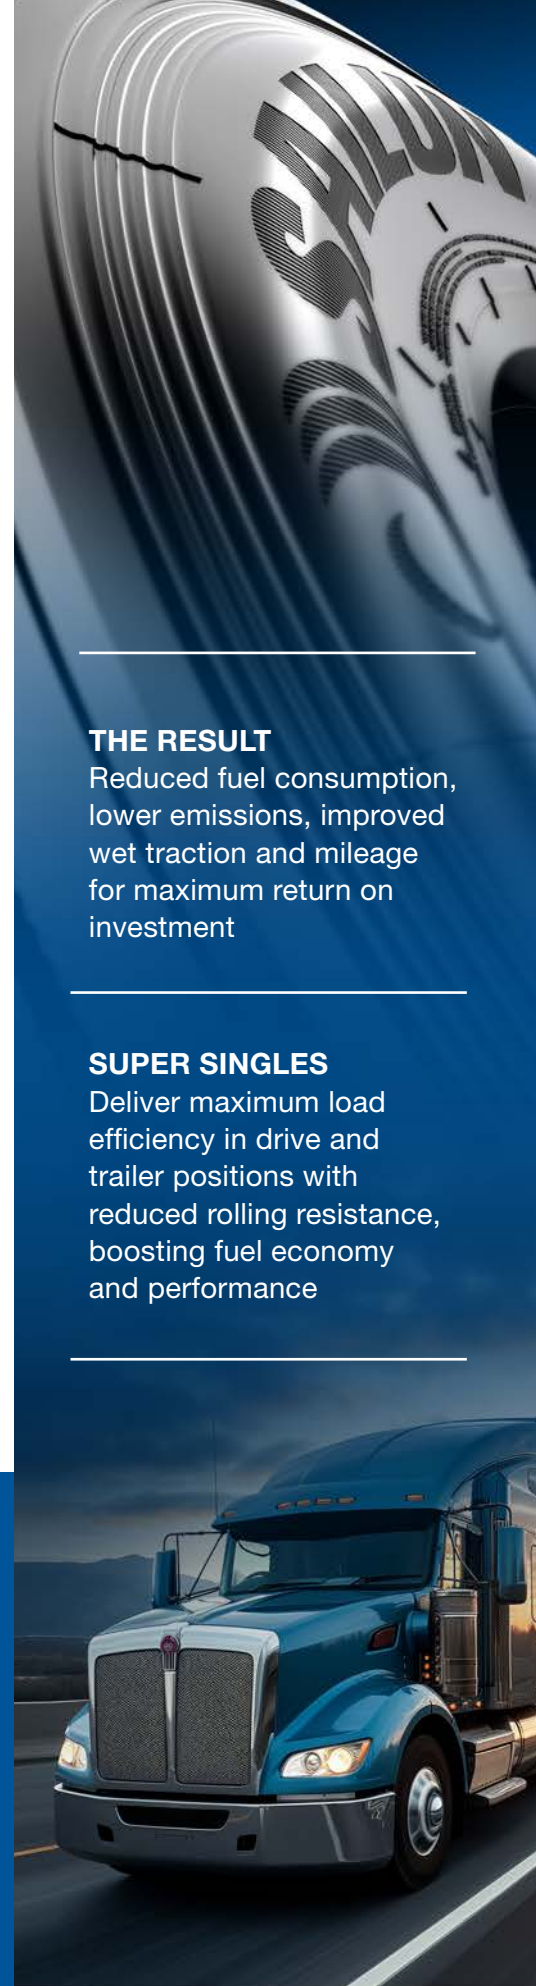 SAILUN
THE RESULT
Reduced fuel consumption,
lower emissions, improved
wet traction and mileage
for maximum return on
investment
SUPER SINGLES
Deliver maximum load
efficiency in drive and
trailer positions with
reduced rolling resistance,
boosting fuel economy
and performance